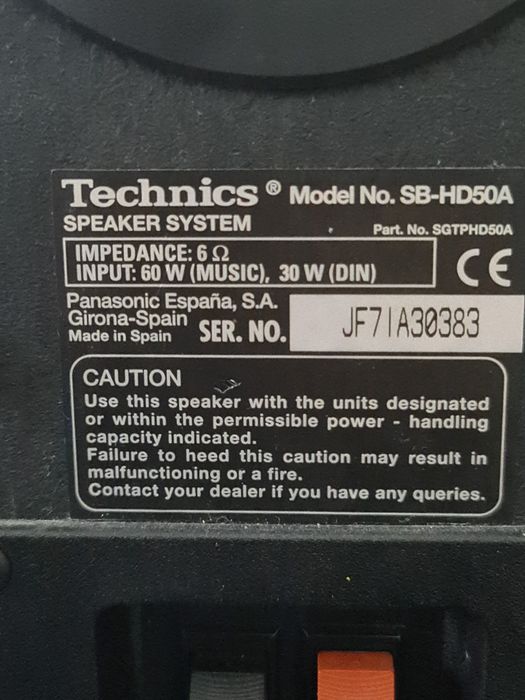 Technics® Model No. SB-HD50A
SPEAKER SYSTEM Part. No. SGTPHD50A
IMPEDANCE: 6 Ω
INPUT: 60 W (MUSIC), 30 W (DIN)
CE
Panasonic España, S.A.
Girona-Spain
Made in Spain SER. NO. JF7IA30383
CAUTION
Use this speaker with the units designated
or within the permissible power - handling
capacity indicated.
Failure to heed this caution may result in
malfunctioning or a fire.
Contact your dealer if you have any queries.